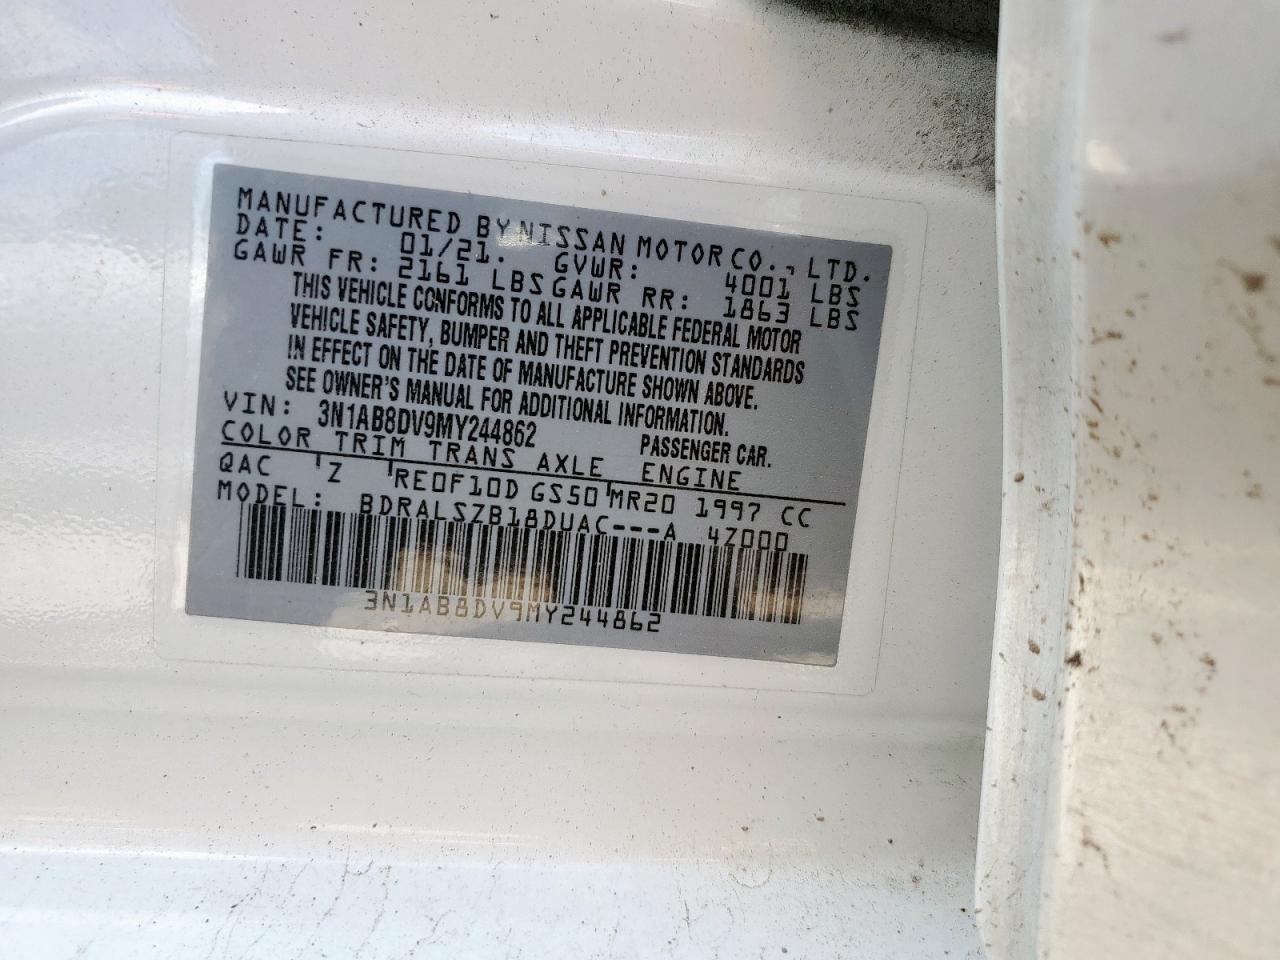 MANUFACTURED BY NISSAN MOTOR CO., LTD.
DATE: 01/21. GVWR: 4001 LBS
GAWR FR: 2161 LBS GAWR RR: 1863 LBS
THIS VEHICLE CONFORMS TO ALL APPLICABLE FEDERAL MOTOR
VEHICLE SAFETY, BUMPER AND THEFT PREVENTION STANDARDS
IN EFFECT ON THE DATE OF MANUFACTURE SHOWN ABOVE.
SEE OWNER'S MANUAL FOR ADDITIONAL INFORMATION.
VIN: 3N1AB8DV9MY244862 PASSENGER CAR.
COLOR TRIM TRANS AXLE ENGINE
QAC Z RE0F10D GS50 MR20 1997 CC
MODEL: BDRALSZB18DUAC---A 4Z000
3N1AB8DV9MY244862